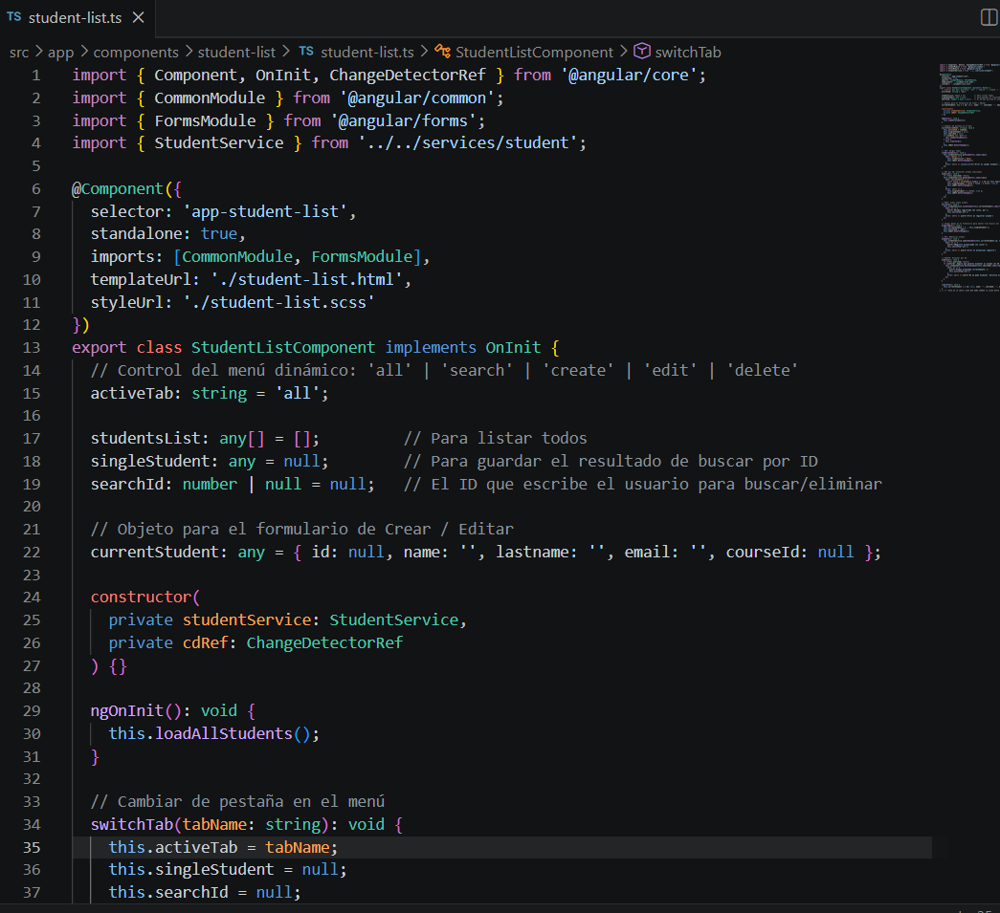 TS student-list.ts
src > app > components > student-list > TS student-list.ts > StudentListComponent > switchTab
1 import { Component, OnInit, ChangeDetectorRef } from '@angular/core';
2 import { CommonModule } from '@angular/common';
3 import { FormsModule } from '@angular/forms';
4 import { StudentService } from '../../services/student';
5
6 @Component({
7   selector: 'app-student-list',
8   standalone: true,
9   imports: [CommonModule, FormsModule],
10   templateUrl: './student-list.html',
11   styleUrl: './student-list.scss'
12 })
13 export class StudentListComponent implements OnInit {
14   // Control del menú dinámico: 'all' | 'search' | 'create' | 'edit' | 'delete'
15   activeTab: string = 'all';
16
17   studentsList: any[] = [];         // Para listar todos
18   singleStudent: any = null;        // Para guardar el resultado de buscar por ID
19   searchId: number | null = null;   // El ID que escribe el usuario para buscar/eliminar
20
21   // Objeto para el formulario de Crear / Editar
22   currentStudent: any = { id: null, name: '', lastname: '', email: '', courseId: null };
23
24   constructor(
25     private studentService: StudentService,
26     private cdRef: ChangeDetectorRef
27   ) {}
28
29   ngOnInit(): void {
30     this.loadAllStudents();
31   }
32
33   // Cambiar de pestaña en el menú
34   switchTab(tabName: string): void {
35     this.activeTab = tabName;
36     this.singleStudent = null;
37     this.searchId = null;